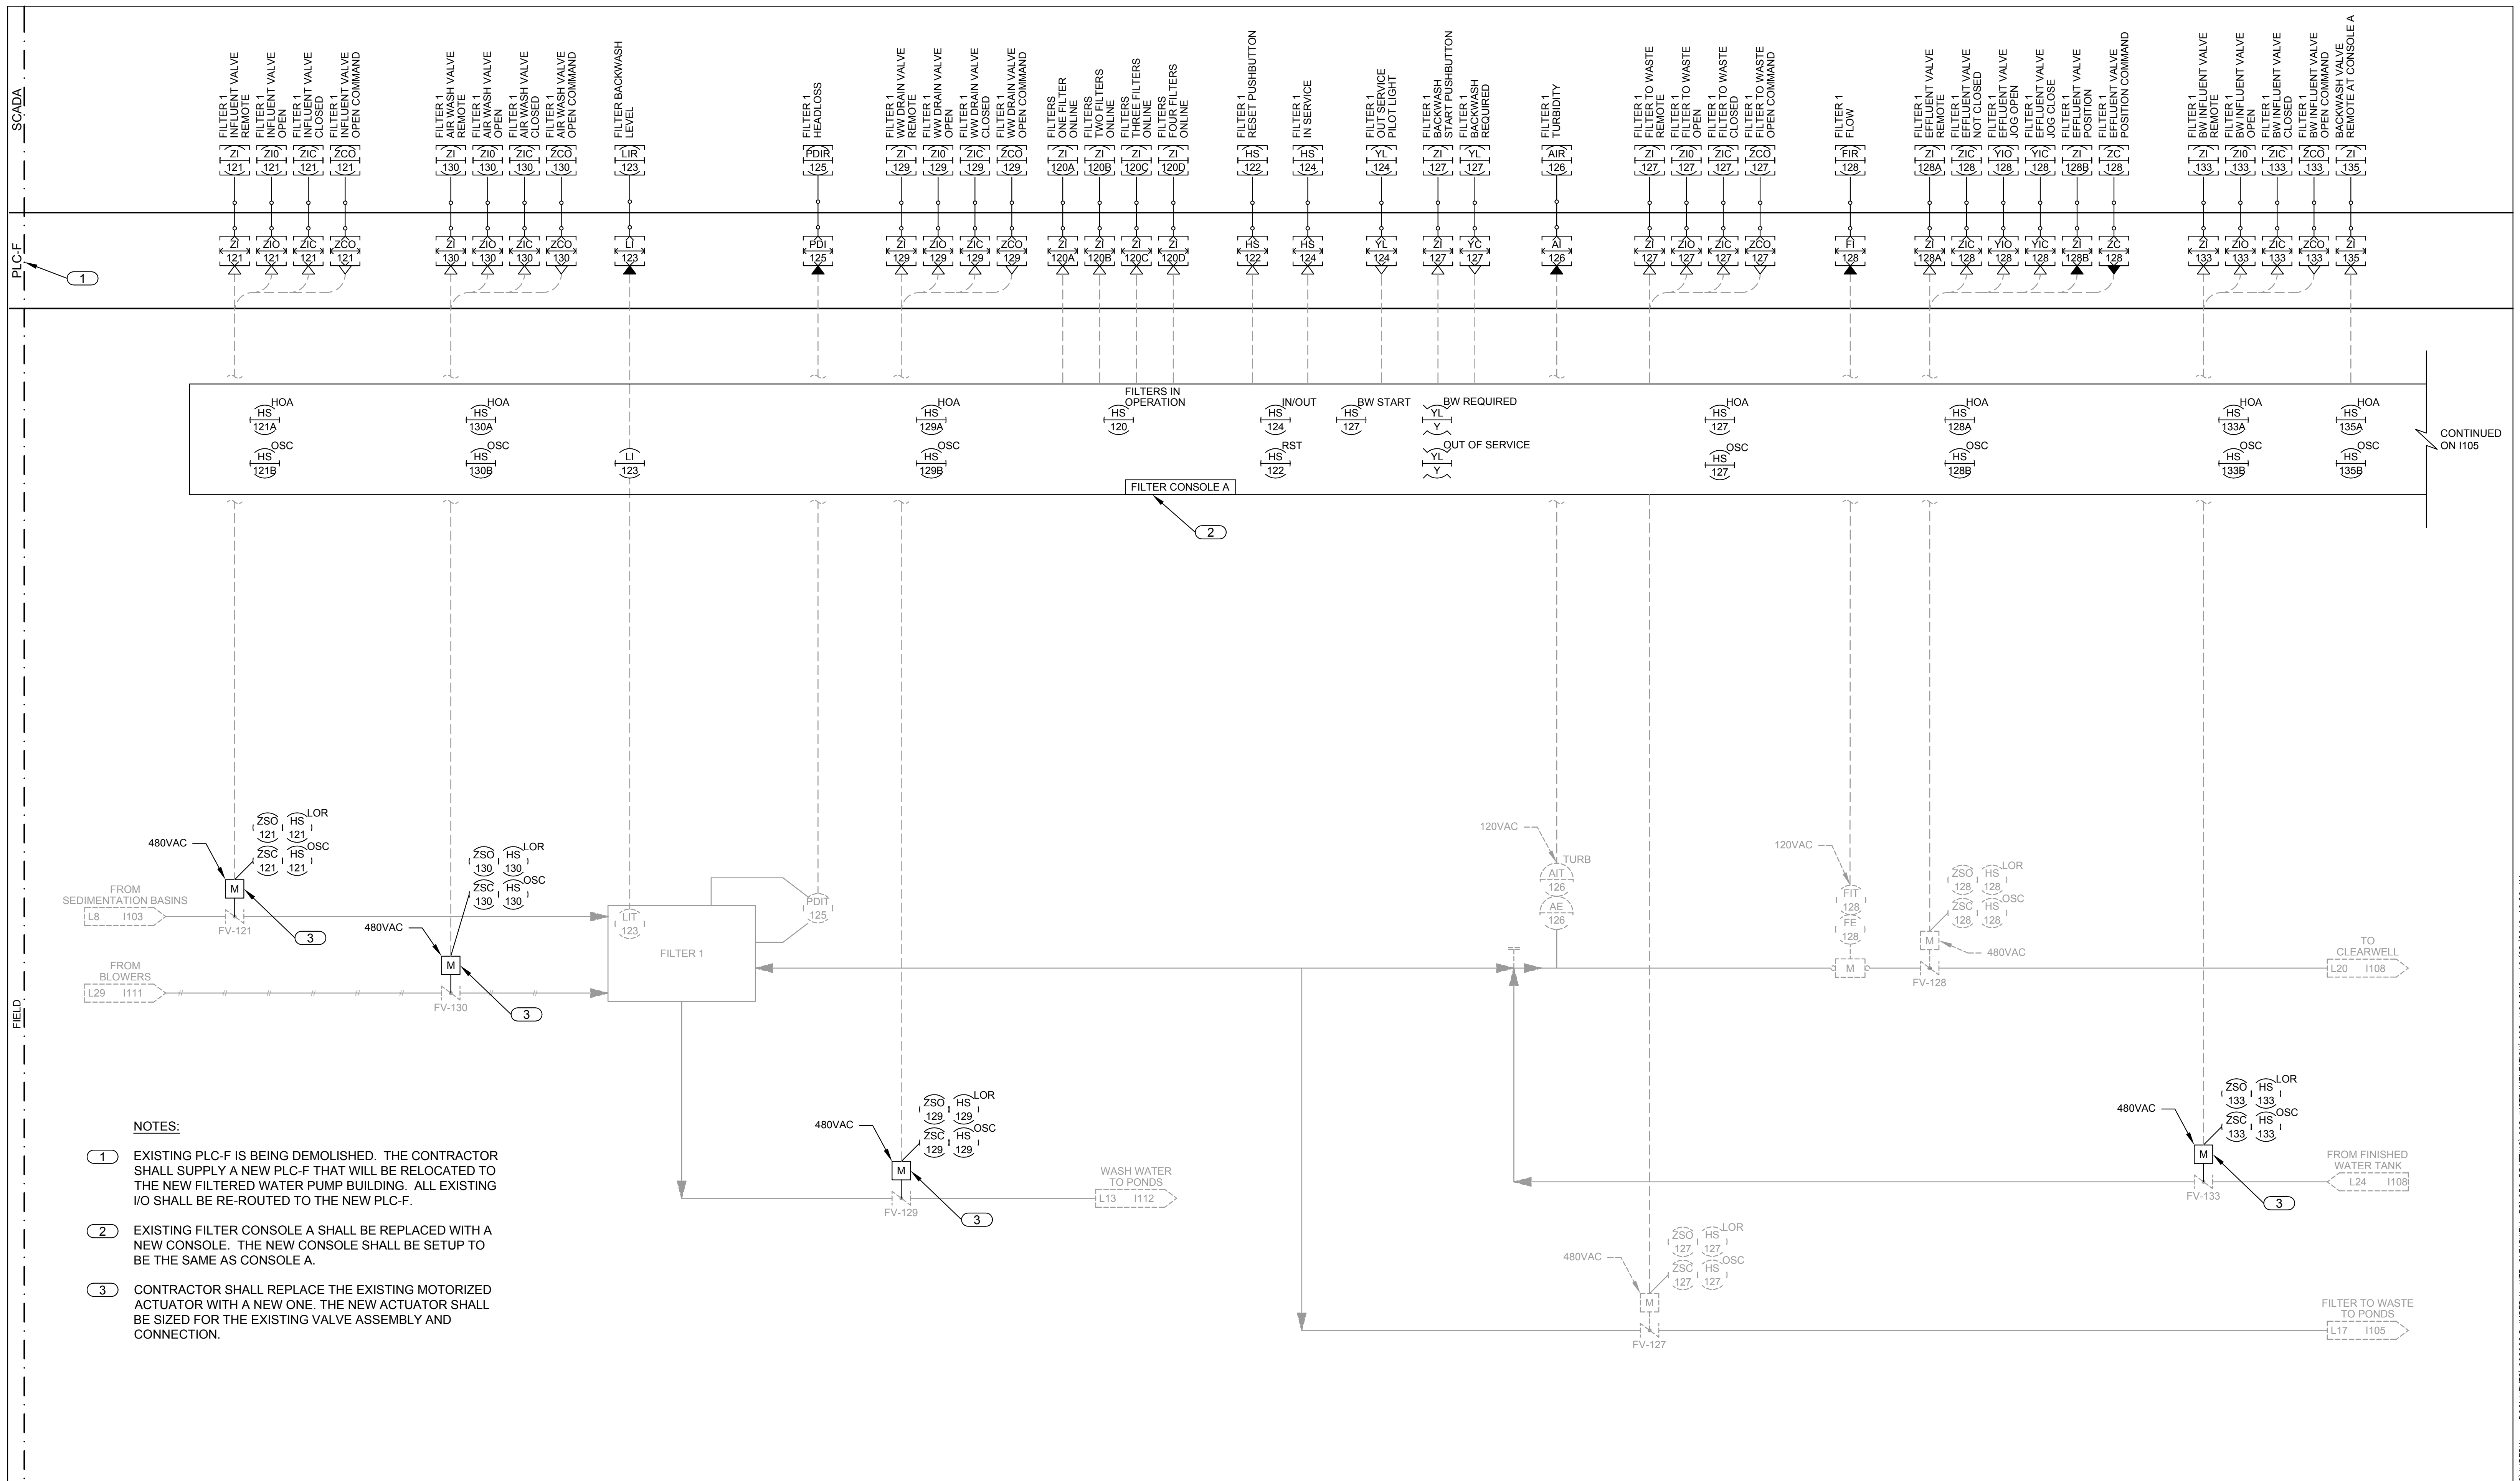 SCADA
FILTER 1
INFLUENT VALVE
REMOTE
FILTER 1
INFLUENT VALVE
OPEN
FILTER 1
INFLUENT VALVE
CLOSED
FILTER 1
INFLUENT VALVE
OPEN COMMAND
FILTER 1
AIR WASH VALVE
REMOTE
FILTER 1
AIR WASH VALVE
OPEN
FILTER 1
AIR WASH VALVE
CLOSED
FILTER 1
AIR WASH VALVE
OPEN COMMAND
FILTER BACKWASH
LEVEL
FILTER 1
HEADLOSS
FILTER 1
WW DRAIN VALVE
REMOTE
FILTER 1
WW DRAIN VALVE
OPEN
FILTER 1
WW DRAIN VALVE
CLOSED
FILTER 1
WW DRAIN VALVE
OPEN COMMAND
FILTERS
ONE FILTER
ONLINE
FILTERS
TWO FILTERS
ONLINE
FILTERS
THREE FILTERS
ONLINE
FILTERS
FOUR FILTERS
ONLINE
FILTER 1
RESET PUSHBUTTON
FILTER 1
IN SERVICE
FILTER 1
OUT SERVICE
PILOT LIGHT
FILTER 1
BACKWASH
START PUSHBUTTON
FILTER 1
BACKWASH
REQUIRED
FILTER 1
TURBIDITY
FILTER 1
FILTER TO WASTE
REMOTE
FILTER 1
FILTER TO WASTE
OPEN
FILTER 1
FILTER TO WASTE
CLOSED
FILTER 1
FILTER TO WASTE
OPEN COMMAND
FILTER 1
FLOW
FILTER 1
EFFLUENT VALVE
REMOTE
FILTER 1
EFFLUENT VALVE
NOT CLOSED
FILTER 1
EFFLUENT VALVE
JOG OPEN
FILTER 1
EFFLUENT VALVE
JOG CLOSE
FILTER 1
EFFLUENT VALVE
POSITION
FILTER 1
EFFLUENT VALVE
POSITION COMMAND
FILTER 1
BW INFLUENT VALVE
REMOTE
FILTER 1
BW INFLUENT VALVE
OPEN
FILTER 1
BW INFLUENT VALVE
CLOSED
FILTER 1
BW INFLUENT VALVE
OPEN COMMAND
BACKWASH VALVE
REMOTE AT CONSOLE A
ZI ZI0 ZIC ZCO ZI ZI0 ZIC ZCO LIR PDIR ZI ZI0 ZIC ZCO ZI ZI ZI ZI HS HS YL ZI YL AIR ZI ZI0 ZIC ZCO FIR ZI ZIC YIO YIC ZI ZC ZI ZI0 ZIC ZCO ZI
121 121 121 121 130 130 130 130 123 125 129 129 129 129 120A 120B 120C 120D 122 124 124 127 127 126 127 127 127 127 128 128A 128 128 128 128B 128 133 133 133 133 135
PLC-F
1
ZI ZIO ZIC ZCO ZI ZIO ZIC ZCO LI PDI ZI ZIO ZIC ZCO ZI ZI ZI ZI HS HS YL ZI YC AI ZI ZIO ZIC ZCO FI ZI ZIC YIO YIC ZI ZC ZI ZIO ZIC ZCO ZI
121 121 121 121 130 130 130 130 123 125 129 129 129 129 120A 120B 120C 120D 122 124 124 127 127 126 127 127 127 127 128 128A 128 128 128 128B 128 133 133 133 133 135
HOA
HS
121A
OSC
HS
121B
HOA
HS
130A
OSC
HS
130B
LI
123
HOA
HS
129A
OSC
HS
129B
FILTERS IN
OPERATION
HS
120
IN/OUT
HS
124
RST
HS
122
BW START
HS
127
BW REQUIRED
YL
Y
OUT OF SERVICE
YL
Y
HOA
HS
127
OSC
HS
127
HOA
HS
128A
OSC
HS
128B
HOA
HS
133A
OSC
HS
133B
HOA
HS
135A
OSC
HS
135B
CONTINUED
ON I105
FILTER CONSOLE A
2
FIELD
480VAC
ZSO HS LOR
121 121
ZSC HS OSC
121 121
M
FROM
SEDIMENTATION BASINS
L8 I103
FV-121
3
480VAC
ZSO HS LOR
130 130
ZSC HS OSC
130 130
M
FROM
BLOWERS
L29 I111
FV-130
3
LIT
123
FILTER 1
PDIT
125
120VAC
TURB
AIT
126
AE
126
120VAC
FIT
128
FE
128
M
ZSO HS LOR
128 128
ZSC HS OSC
128 128
M
480VAC
FV-128
TO
CLEARWELL
L20 I108
480VAC
ZSO HS LOR
129 129
ZSC HS OSC
129 129
M
FV-129
3
WASH WATER
TO PONDS
L13 I112
480VAC
ZSO HS LOR
133 133
ZSC HS OSC
133 133
M
FV-133
3
FROM FINISHED
WATER TANK
L24 I108
480VAC
ZSO HS LOR
127 127
ZSC HS OSC
127 127
M
FV-127
FILTER TO WASTE
TO PONDS
L17 I105
NOTES:
1 EXISTING PLC-F IS BEING DEMOLISHED. THE CONTRACTOR
SHALL SUPPLY A NEW PLC-F THAT WILL BE RELOCATED TO
THE NEW FILTERED WATER PUMP BUILDING. ALL EXISTING
I/O SHALL BE RE-ROUTED TO THE NEW PLC-F.
2 EXISTING FILTER CONSOLE A SHALL BE REPLACED WITH A
NEW CONSOLE. THE NEW CONSOLE SHALL BE SETUP TO
BE THE SAME AS CONSOLE A.
3 CONTRACTOR SHALL REPLACE THE EXISTING MOTORIZED
ACTUATOR WITH A NEW ONE. THE NEW ACTUATOR SHALL
BE SIZED FOR THE EXISTING VALVE ASSEMBLY AND
CONNECTION.